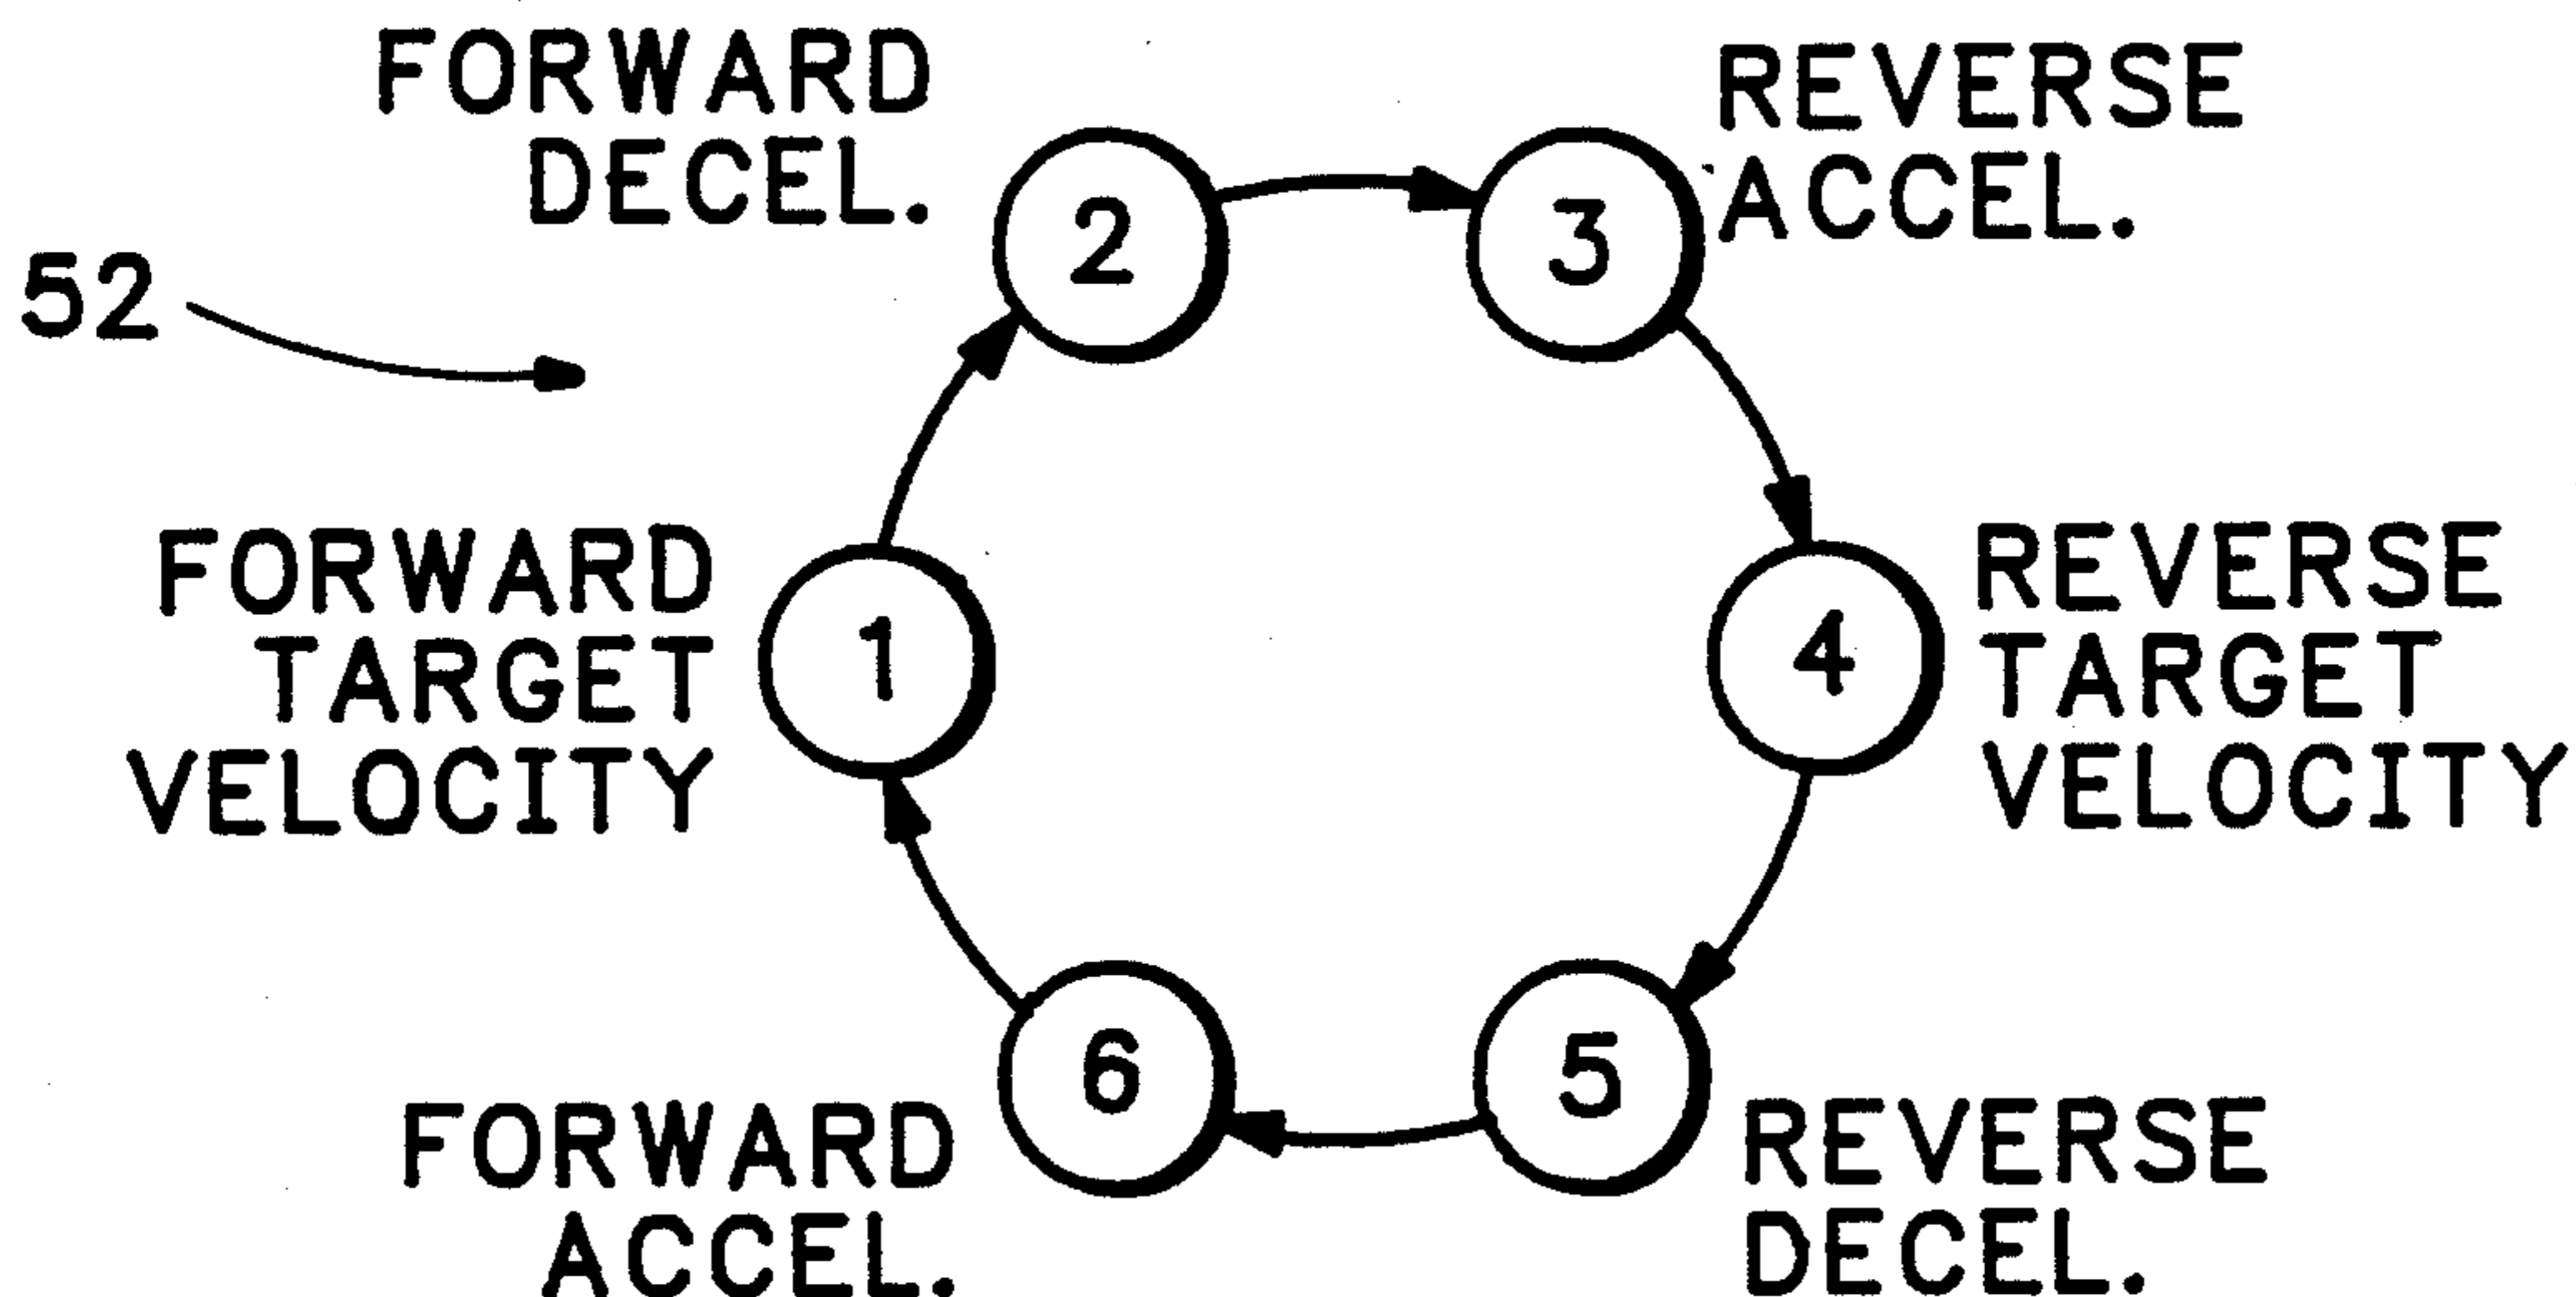 FORWARD
DECEL.
REVERSE
ACCEL.
2
3
52
FORWARD
TARGET
VELOCITY
1
4
REVERSE
TARGET
VELOCITY
6
5
FORWARD
ACCEL.
REVERSE
DECEL.